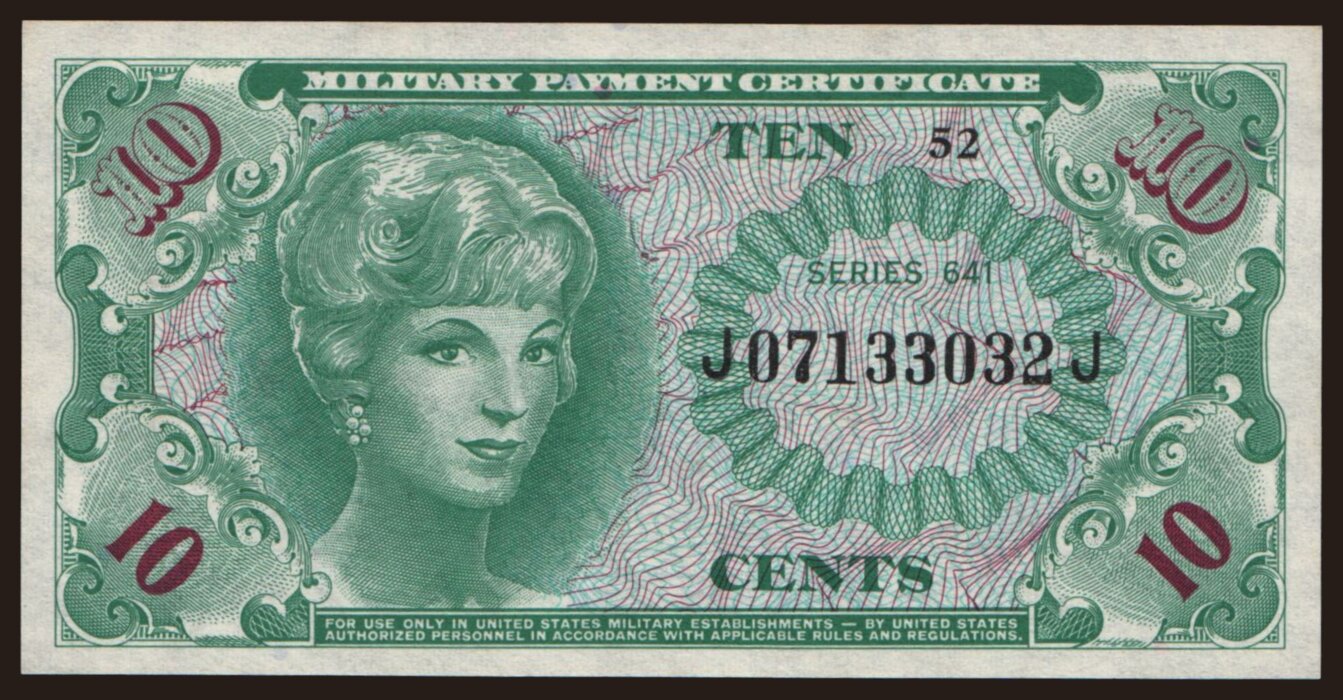 MILITARY PAYMENT CERTIFICATE
10
10
TEN 52
SERIES 641
J07133032J
10
10
CENTS
FOR USE ONLY IN UNITED STATES MILITARY ESTABLISHMENTS — BY UNITED STATES
AUTHORIZED PERSONNEL IN ACCORDANCE WITH APPLICABLE RULES AND REGULATIONS.